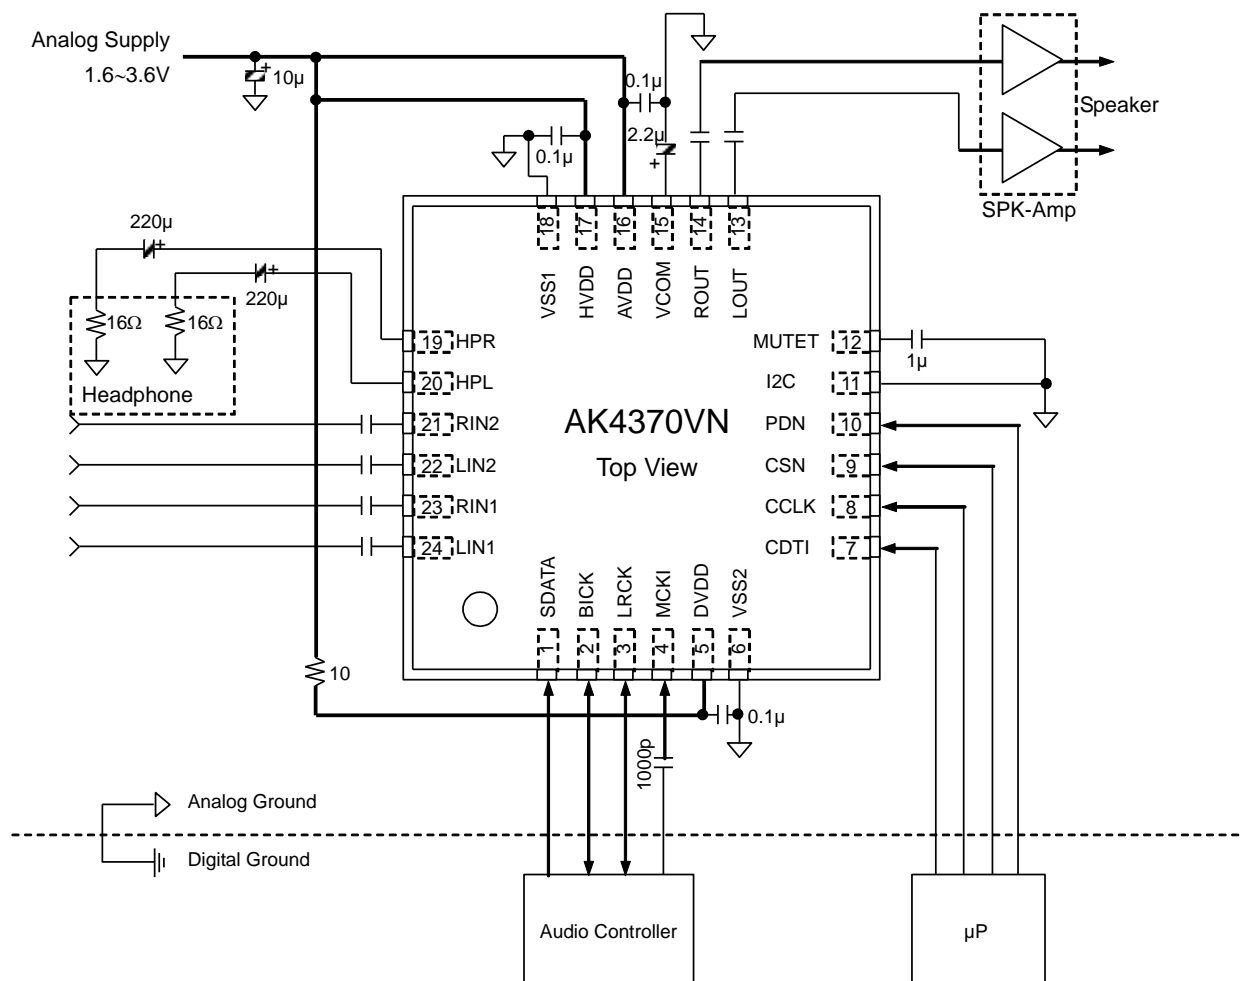 Analog Supply
1.6~3.6V
10µ
0.1µ
0.1µ
2.2µ
Speaker
SPK-Amp
220µ
220µ
16Ω
16Ω
Headphone
18
17
16
15
14
13
VSS1
HVDD
AVDD
VCOM
ROUT
LOUT
19 HPR
20 HPL
21 RIN2
22 LIN2
23 RIN1
24 LIN1
MUTET 12
I2C 11
PDN 10
CSN 9
CCLK 8
CDTI 7
1µ
AK4370VN
Top View
SDATA
BICK
LRCK
MCKI
DVDD
VSS2
1
2
3
4
5
6
10
0.1µ
1000p
Analog Ground
Digital Ground
Audio Controller
µP